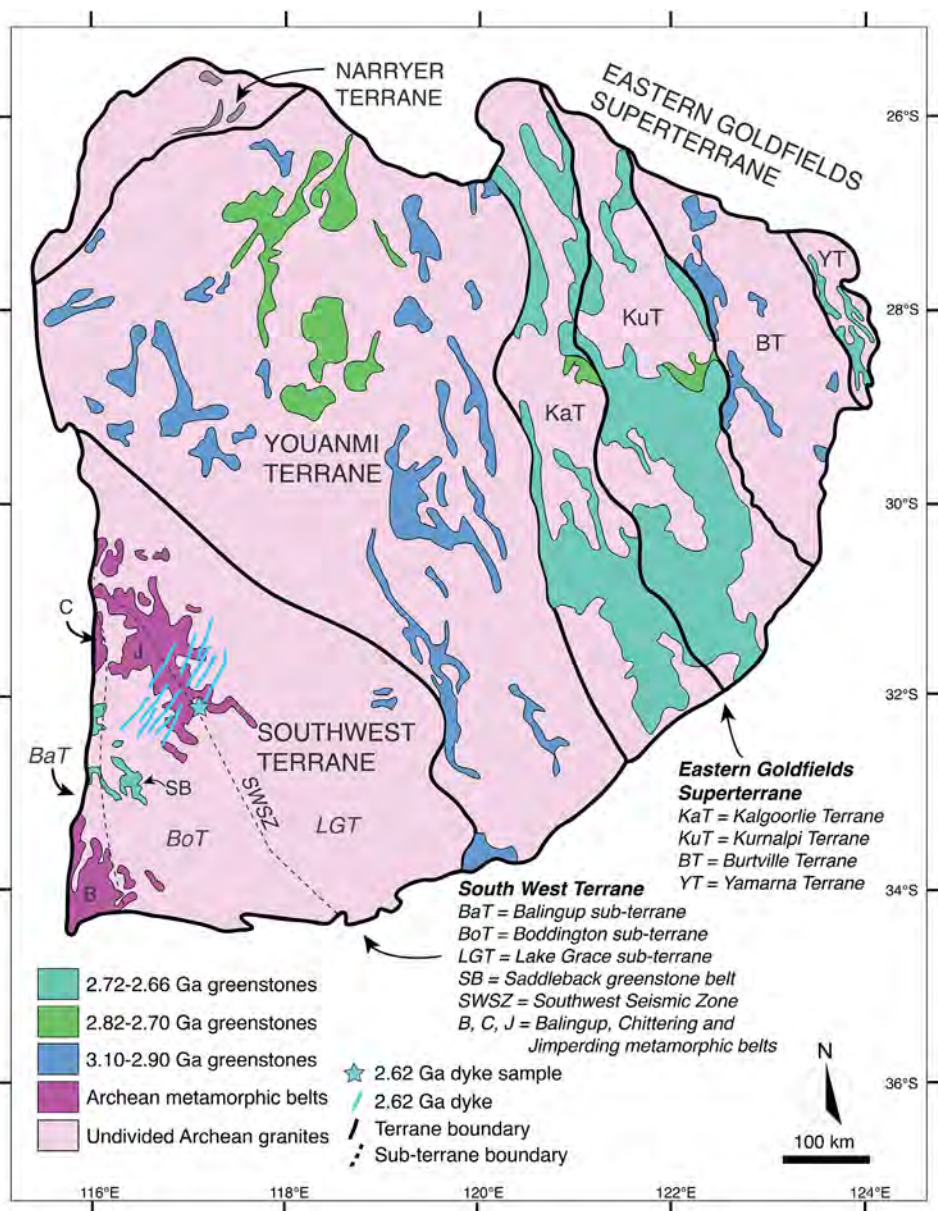 NARRYER
TERRANE
EASTERN GOLDFIELDS
SUPERTERRANE
26°S
YT
KuT
28°S
BT
KaT
YOUANMI
TERRANE
30°S
C
J
32°S
SOUTHWEST
TERRANE
BaT
SB
SWSZ
BoT
LGT
B
34°S
Eastern Goldfields
Superterrane
KaT = Kalgoorlie Terrane
KuT = Kurnalpi Terrane
BT = Burtville Terrane
YT = Yamarna Terrane
South West Terrane
BaT = Balingup sub-terrane
BoT = Boddington sub-terrane
LGT = Lake Grace sub-terrane
SB = Saddleback greenstone belt
SWSZ = Southwest Seismic Zone
B, C, J = Balingup, Chittering and
Jimperding metamorphic belts
2.72-2.66 Ga greenstones
2.82-2.70 Ga greenstones
3.10-2.90 Ga greenstones
Archean metamorphic belts
Undivided Archean granites
2.62 Ga dyke sample
2.62 Ga dyke
Terrane boundary
Sub-terrane boundary
N
36°S
100 km
116°E
118°E
120°E
122°E
124°E